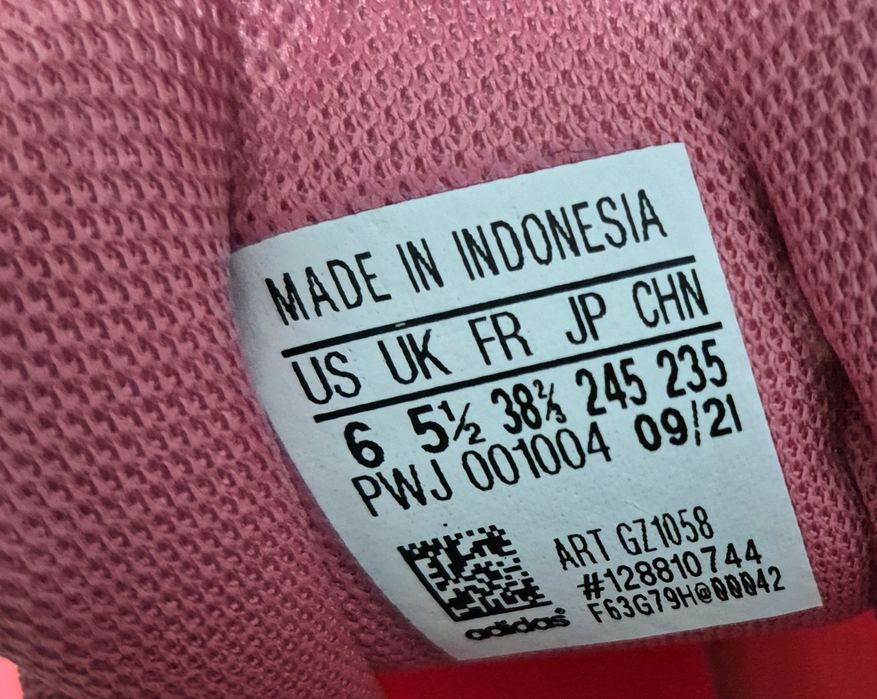 MADE IN INDONESIA
US UK FR JP CHN
6 5½ 38⅔ 245 235
PWJ 001004 09/21
ART GZ1058
#128810744
F63G79H@00042
adidas®